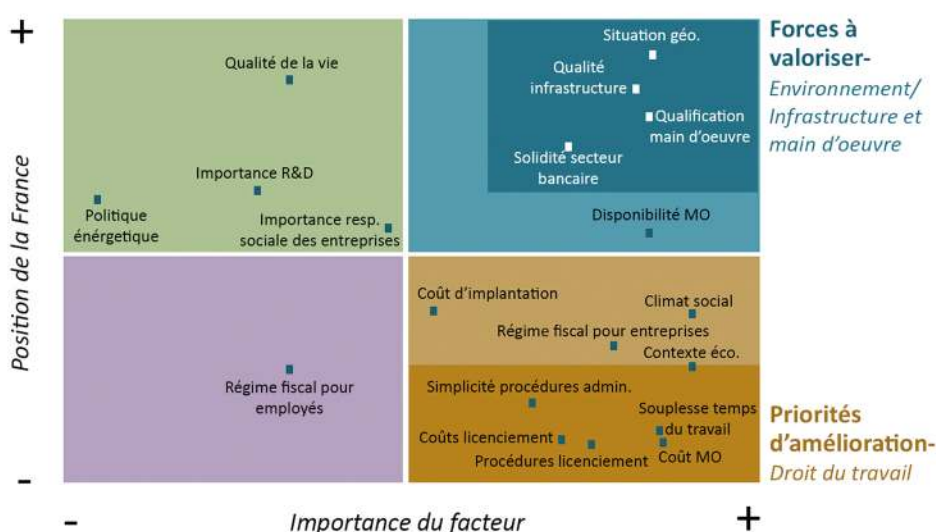 +
Position de la France
-
Qualité de la vie
Importance R&D
Politique
énérgetique
Importance resp.
sociale des entreprises
Situation géo.
Qualité
infrastructure
Qualification
main d'oeuvre
Solidité secteur
bancaire
Disponibilité MO
Forces à
valoriser-
Environnement/
Infrastructure et
main d'oeuvre
Régime fiscal pour
employés
Coût d'implantation
Climat social
Régime fiscal pour entreprises
Contexte éco.
Simplicité procédures admin.
Souplesse temps
du travail
Coûts licenciement
Procédures licenciement
Coût MO
Priorités
d'amélioration-
Droit du travail
-
Importance du facteur
+